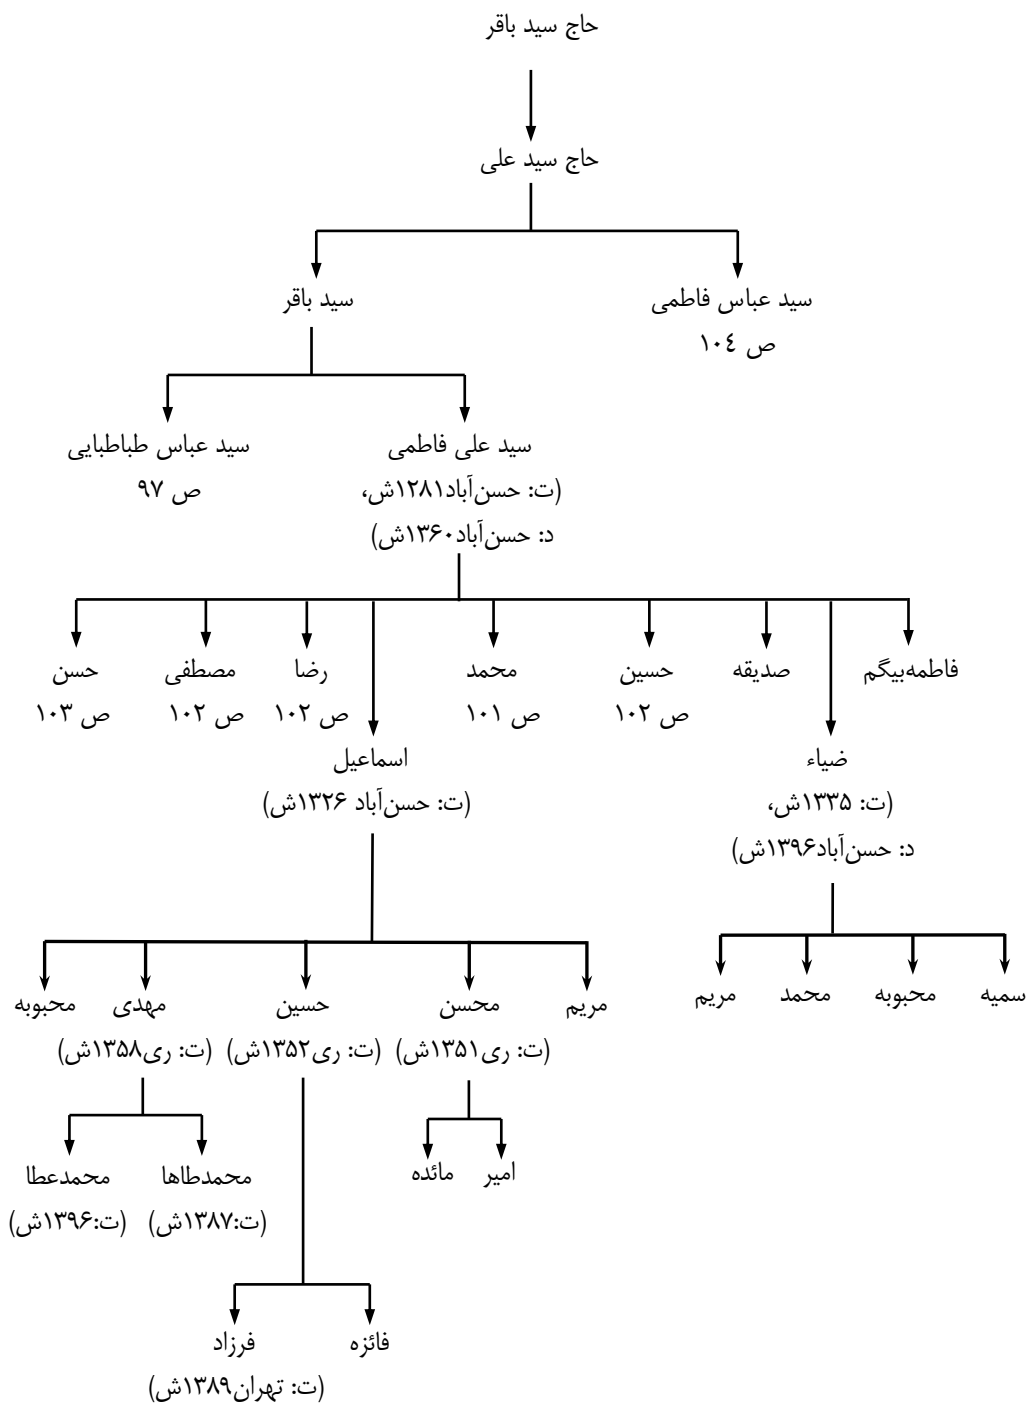 حاج سید باقر
حاج سید علی
سید عباس فاطمی
ص ١٠٤
سید باقر
سید علی فاطمی
(ت: حسن‌آباد۱۲۸۱ش،
د: حسن‌آباد۱۳۶۰ش)
سید عباس طباطبایی
ص ۹۷
فاطمه‌بیگم
ضیاء
(ت: ۱۳۳۵ش،
د: حسن‌آباد۱۳۹۶ش)
صدیقه
حسین
ص ۱۰۲
محمد
ص ۱۰۱
اسماعیل
(ت: حسن‌آباد ۱۳۲۶ش)
رضا
ص ۱۰۲
مصطفی
ص ۱۰۲
حسن
ص ۱۰۳
سمیه
محبوبه
محمد
مریم
مریم
محسن
(ت: ری۱۳۵۱ش)
حسین
(ت: ری۱۳۵۲ش)
مهدی
(ت: ری۱۳۵۸ش)
محبوبه
امیر
مائده
محمدطاها
(ت:۱۳۸۷ش)
محمدعطا
(ت:۱۳۹۶ش)
فائزه
فرزاد
(ت: تهران۱۳۸۹ش)